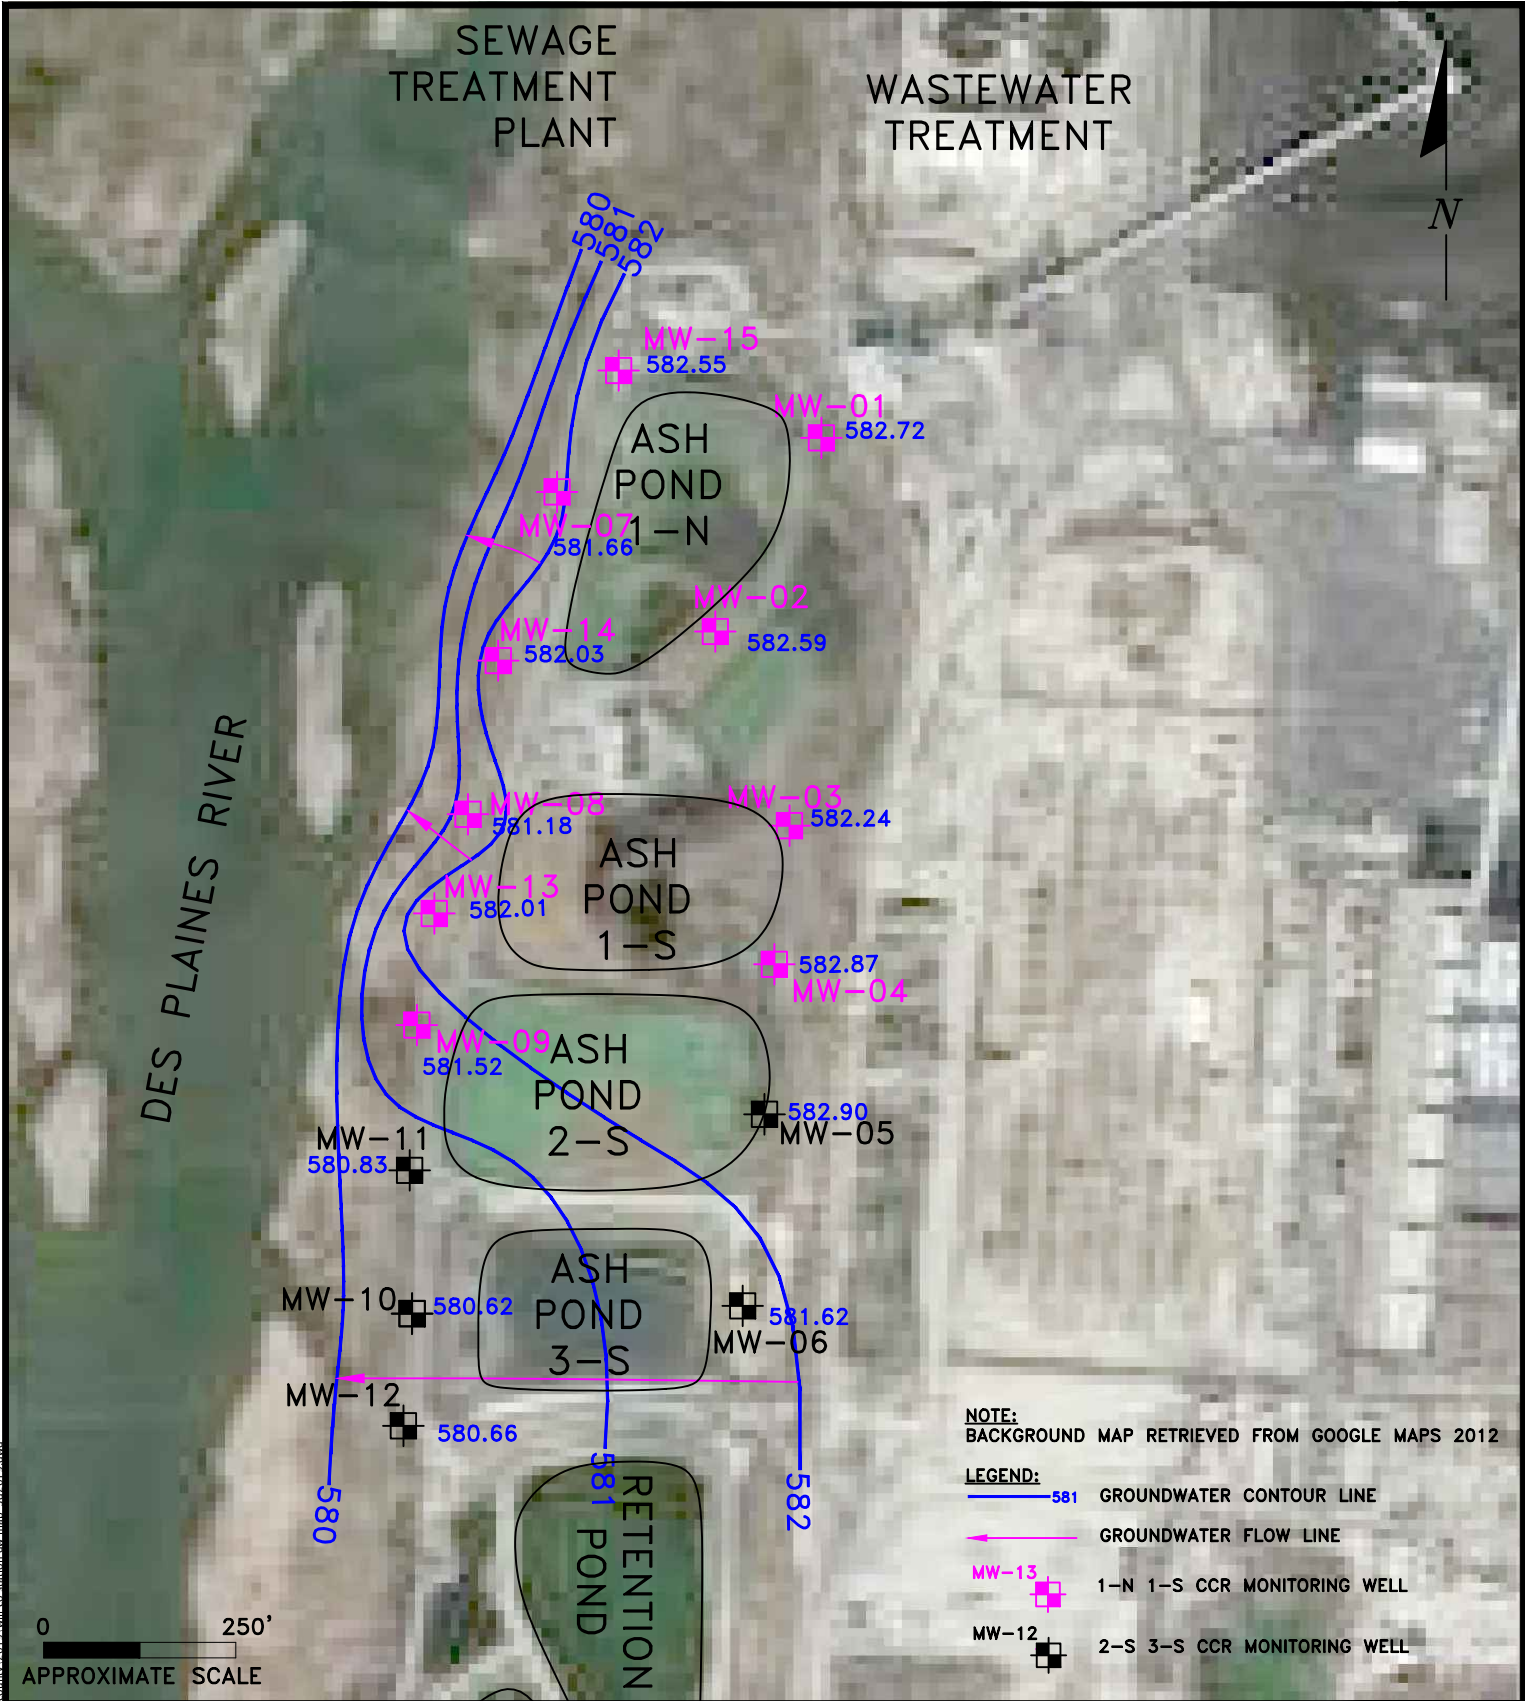 SEWAGE
TREATMENT
PLANT
WASTEWATER
TREATMENT
N
580
581
582
MW-15
582.55
MW-01
582.72
ASH
POND
1-N
MW-07
581.66
MW-02
582.59
MW-14
582.03
DES PLAINES RIVER
MW-08
581.18
MW-03
582.24
ASH
POND
1-S
MW-13
582.01
582.87
MW-04
MW-09
581.52
ASH
POND
2-S
582.90
MW-05
MW-11
580.83
MW-10
580.62
ASH
POND
3-S
581.62
MW-06
MW-12
580.66
580
581
582
RETENTION
POND
NOTE:
BACKGROUND MAP RETRIEVED FROM GOOGLE MAPS 2012
LEGEND:
581 GROUNDWATER CONTOUR LINE
GROUNDWATER FLOW LINE
MW-13
1-N 1-S CCR MONITORING WELL
MW-12
2-S 3-S CCR MONITORING WELL
0 250'
APPROXIMATE SCALE